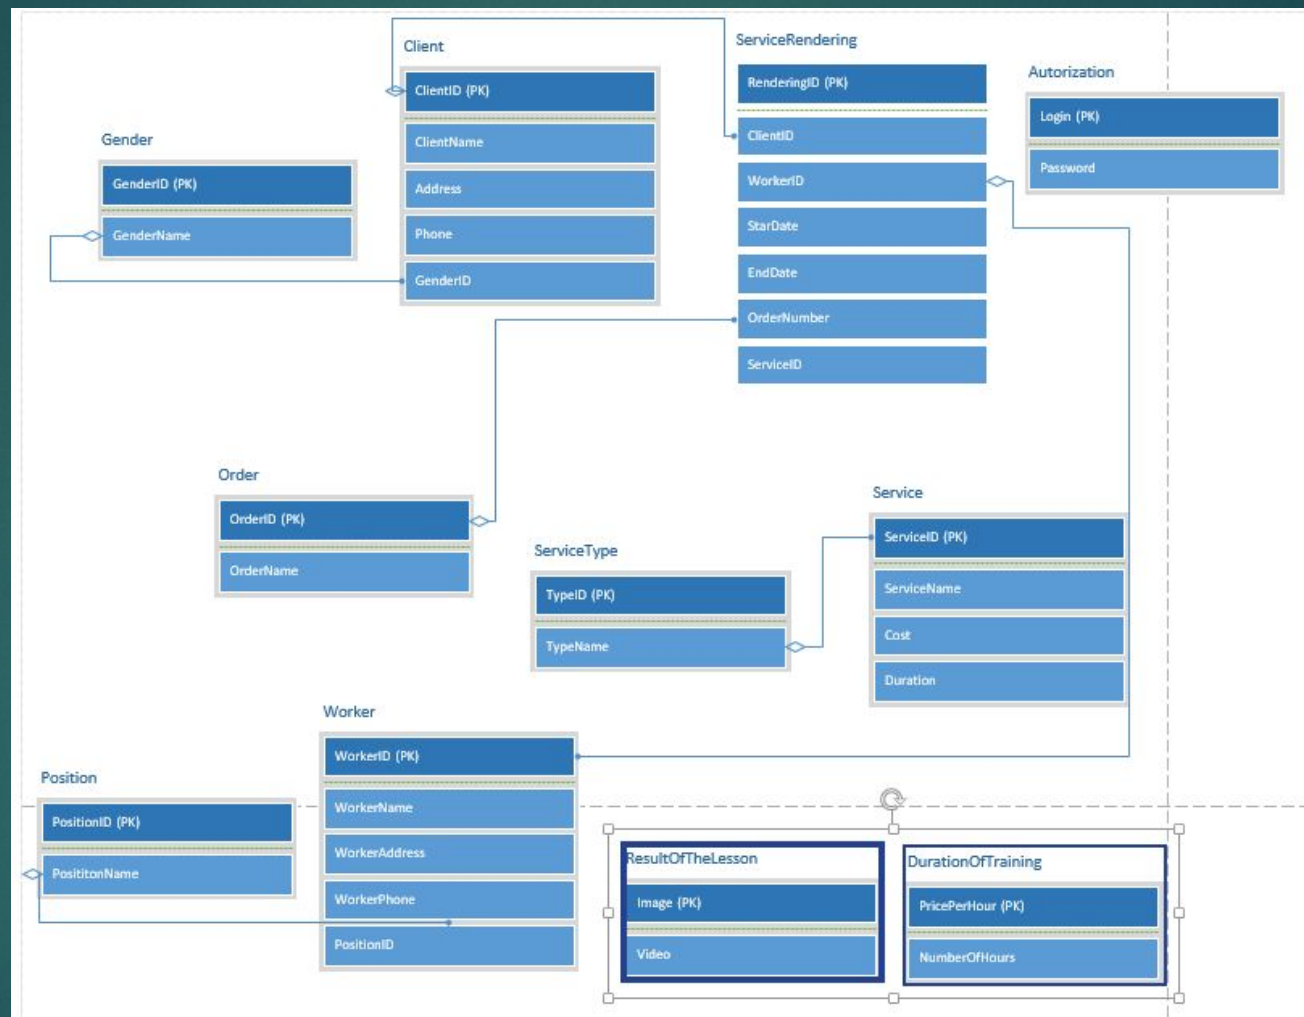 Client
ClientID (PK)
ClientName
Address
Phone
GenderID
ServiceRendering
RenderingID (PK)
ClientID
WorkerID
StarDate
EndDate
OrderNumber
ServiceID
Autorization
Login (PK)
Password
Gender
GenderID (PK)
GenderName
Order
OrderID (PK)
OrderName
ServiceType
TypeID (PK)
TypeName
Service
ServiceID (PK)
ServiceName
Cost
Duration
Worker
WorkerID (PK)
WorkerName
WorkerAddress
WorkerPhone
PositionID
Position
PositionID (PK)
PosititonName
ResultOfTheLesson
Image (PK)
Video
DurationOfTraining
PricePerHour (PK)
NumberOfHours